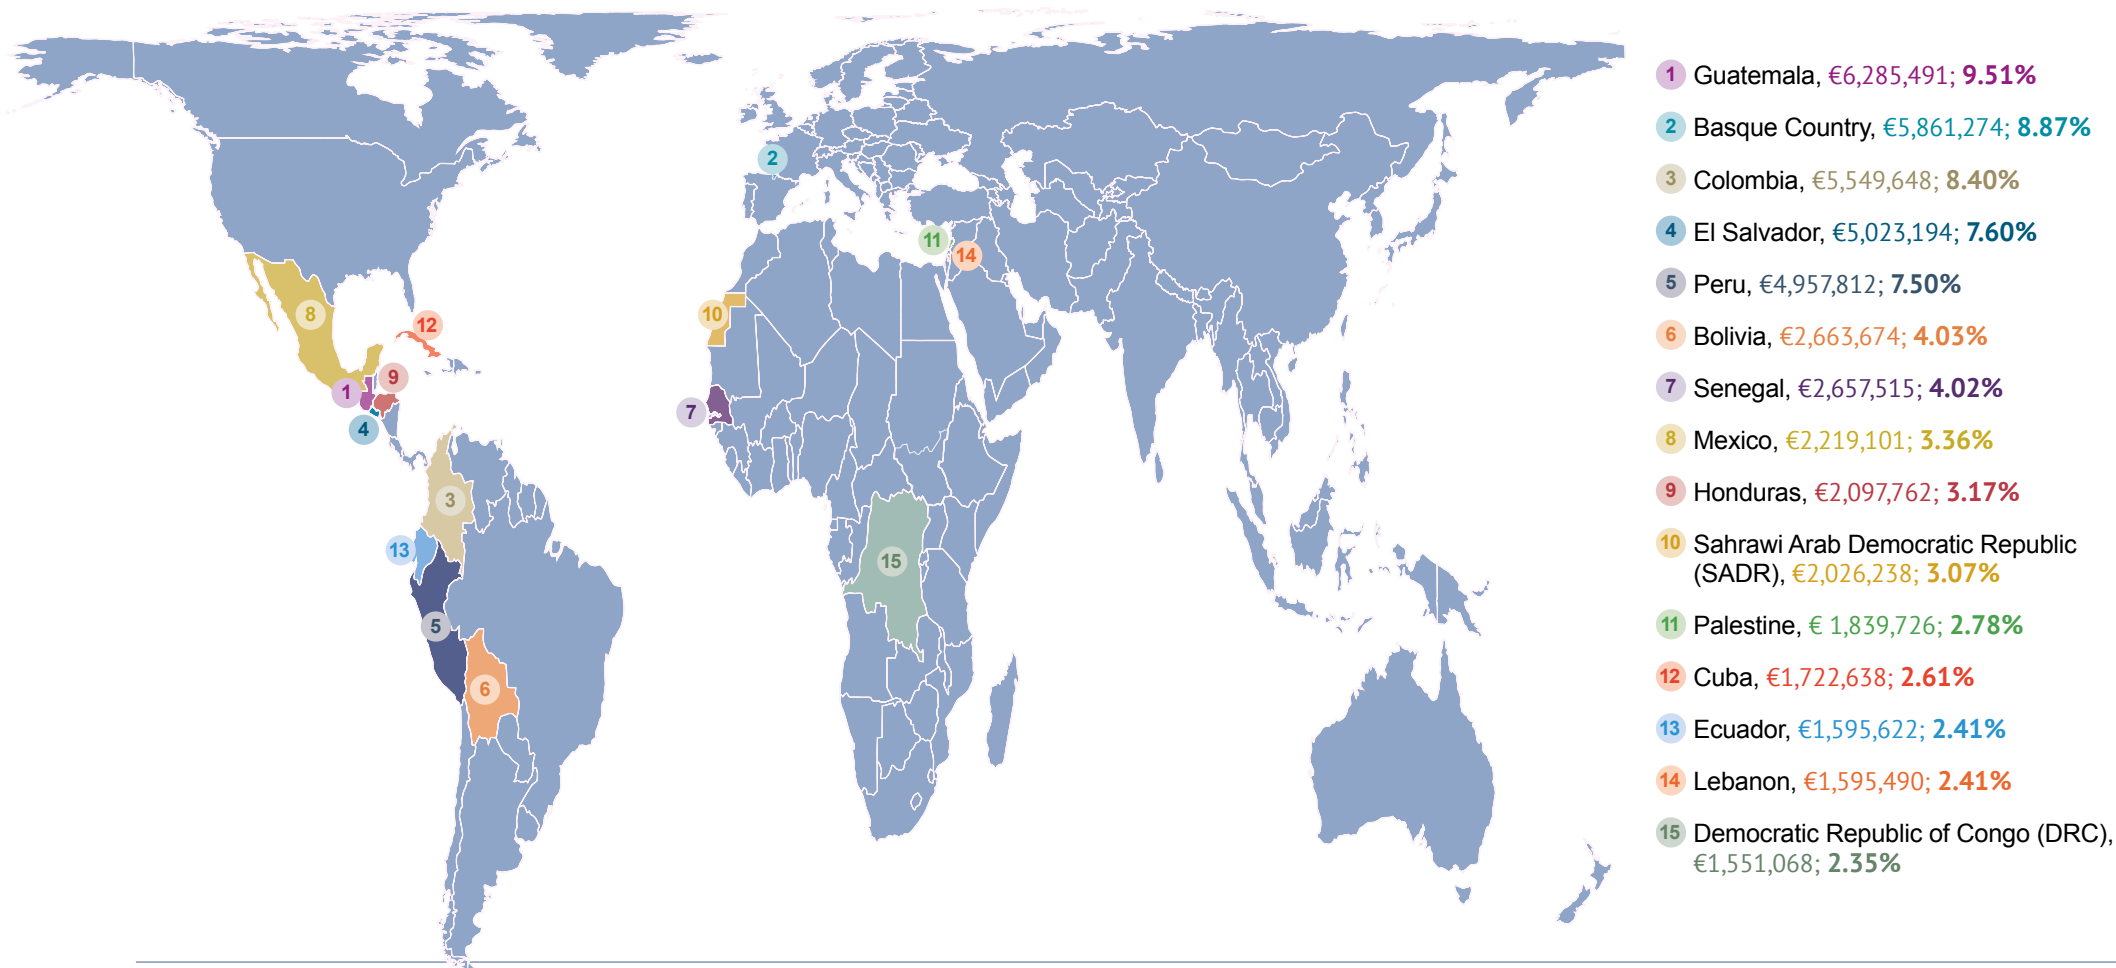 1 Guatemala, €6,285,491; 9.51%
2 Basque Country, €5,861,274; 8.87%
3 Colombia, €5,549,648; 8.40%
4 El Salvador, €5,023,194; 7.60%
5 Peru, €4,957,812; 7.50%
6 Bolivia, €2,663,674; 4.03%
7 Senegal, €2,657,515; 4.02%
8 Mexico, €2,219,101; 3.36%
9 Honduras, €2,097,762; 3.17%
10 Sahrawi Arab Democratic Republic
(SADR), €2,026,238; 3.07%
11 Palestine, € 1,839,726; 2.78%
12 Cuba, €1,722,638; 2.61%
13 Ecuador, €1,595,622; 2.41%
14 Lebanon, €1,595,490; 2.41%
15 Democratic Republic of Congo (DRC),
€1,551,068; 2.35%
2
11
14
10
8
12
9
1
7
4
3
13
15
5
6